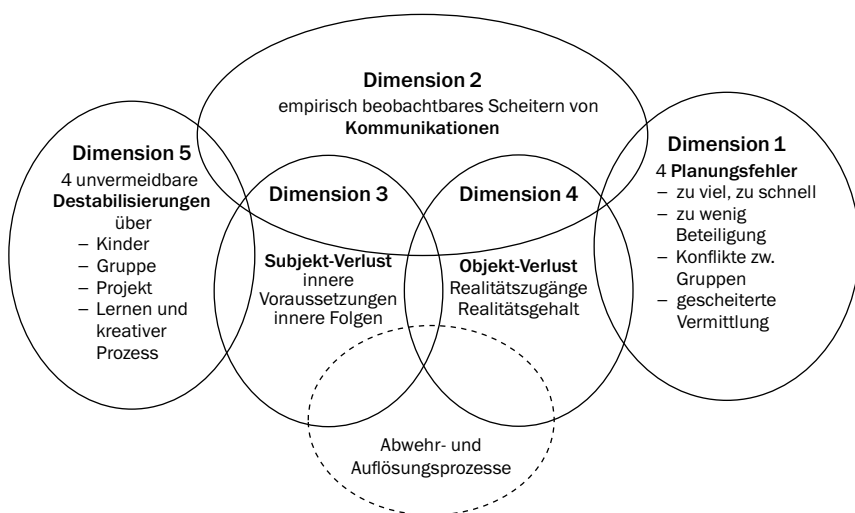 Dimension 2
empirisch beobachtbares Scheitern von
Kommunikationen
Dimension 5
4 unvermeidbare
Destabilisierungen
über
– Kinder
– Gruppe
– Projekt
– Lernen und
kreativer
Prozess
Dimension 3
Subjekt-Verlust
innere
Voraussetzungen
innere Folgen
Dimension 4
Objekt-Verlust
Realitätszugänge
Realitätsgehalt
Dimension 1
4 Planungsfehler
– zu viel, zu schnell
– zu wenig
Beteiligung
– Konflikte zw.
Gruppen
– gescheiterte
Vermittlung
Abwehr- und
Auflösungsprozesse